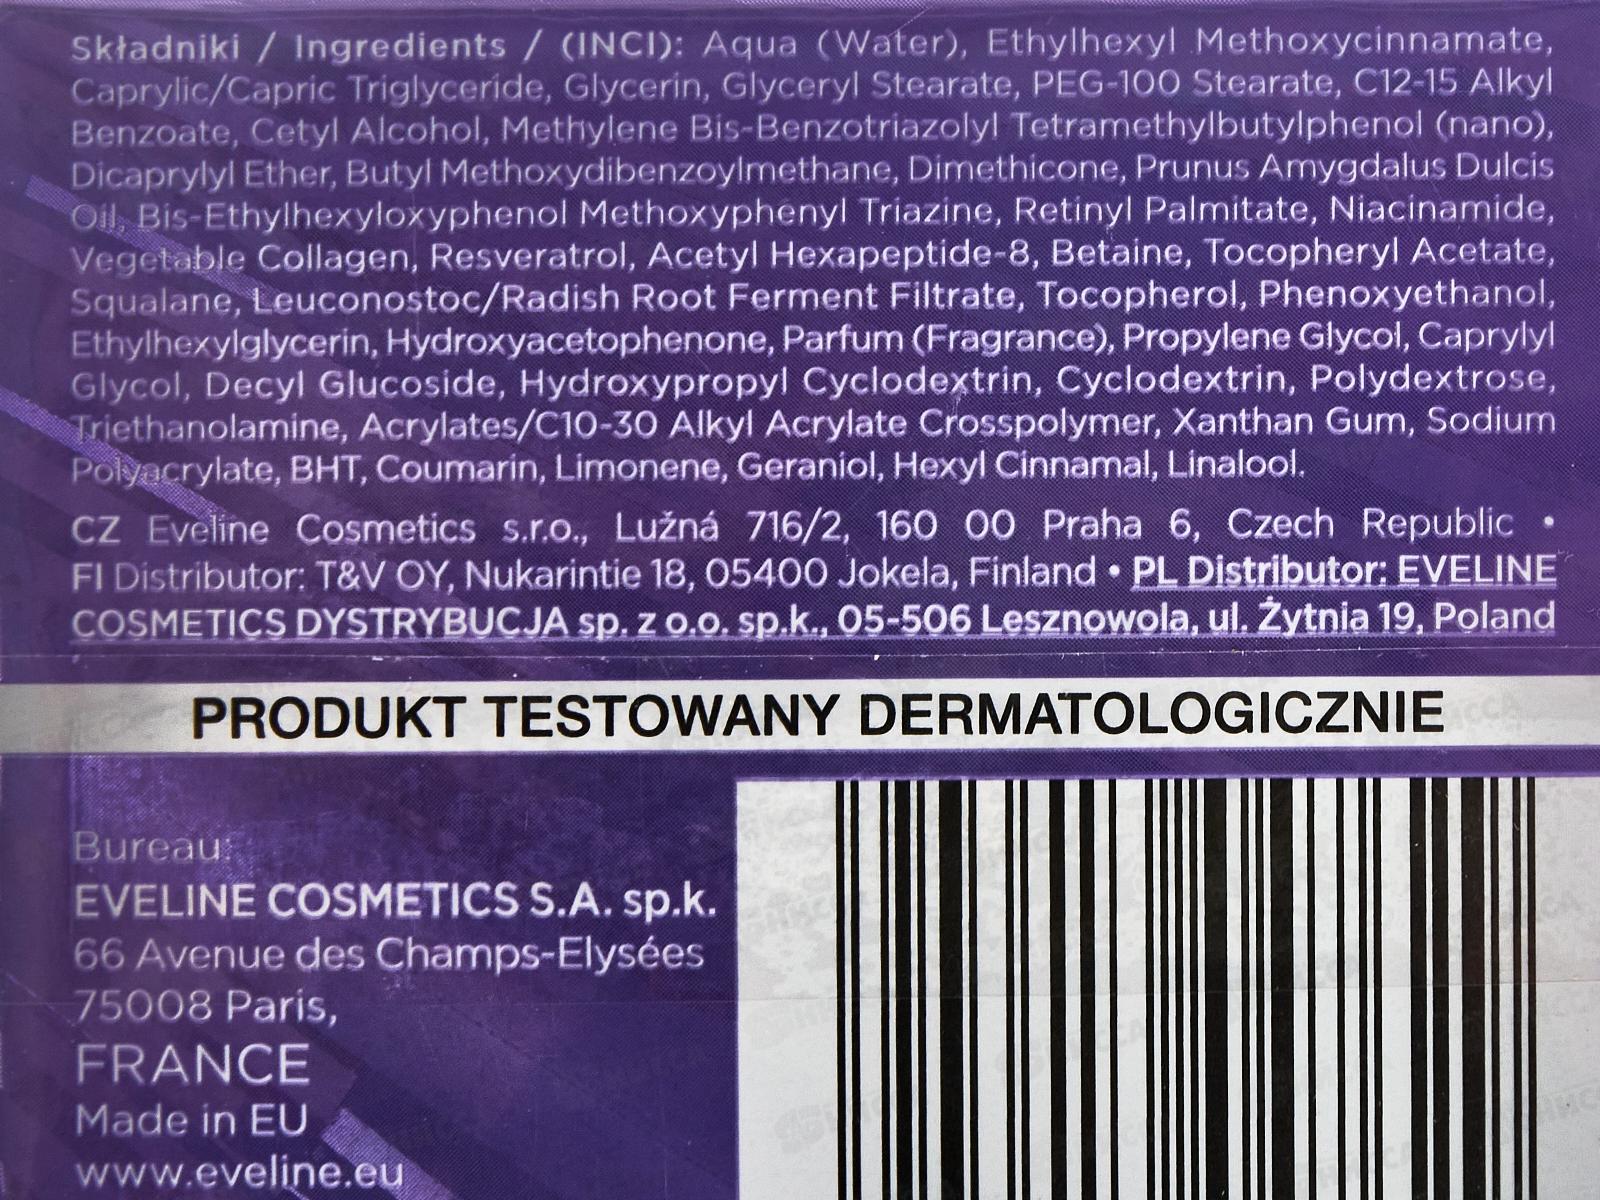 Składniki / Ingredients / (INCI): Aqua (Water), Ethylhexyl Methoxycinnamate,
Caprylic/Capric Triglyceride, Glycerin, Glyceryl Stearate, PEG-100 Stearate, C12-15 Alkyl
Benzoate, Cetyl Alcohol, Methylene Bis-Benzotriazolyl Tetramethylbutylphenol (nano),
Dicaprylyl Ether, Butyl Methoxydibenzoylmethane, Dimethicone, Prunus Amygdalus Dulcis
Oil, Bis-Ethylhexyloxyphenol Methoxyphenyl Triazine, Retinyl Palmitate, Niacinamide,
Vegetable Collagen, Resveratrol, Acetyl Hexapeptide-8, Betaine, Tocopheryl Acetate,
Squalane, Leuconostoc/Radish Root Ferment Filtrate, Tocopherol, Phenoxyethanol,
Ethylhexylglycerin, Hydroxyacetophenone, Parfum (Fragrance), Propylene Glycol, Caprylyl
Glycol, Decyl Glucoside, Hydroxypropyl Cyclodextrin, Cyclodextrin, Polydextrose,
Triethanolamine, Acrylates/C10-30 Alkyl Acrylate Crosspolymer, Xanthan Gum, Sodium
Polyacrylate, BHT, Coumarin, Limonene, Geraniol, Hexyl Cinnamal, Linalool.
CZ Eveline Cosmetics s.r.o., Lužná 716/2, 160 00 Praha 6, Czech Republic •
FI Distributor: T&V OY, Nukarintie 18, 05400 Jokela, Finland • PL Distributor: EVELINE
COSMETICS DYSTRYBUCJA sp. z o.o. sp.k., 05-506 Lesznowola, ul. Żytnia 19, Poland
PRODUKT TESTOWANY DERMATOLOGICZNIE
Bureau:
EVELINE COSMETICS S.A. sp.k.
66 Avenue des Champs-Elysées
75008 Paris,
FRANCE
Made in EU
www.eveline.eu